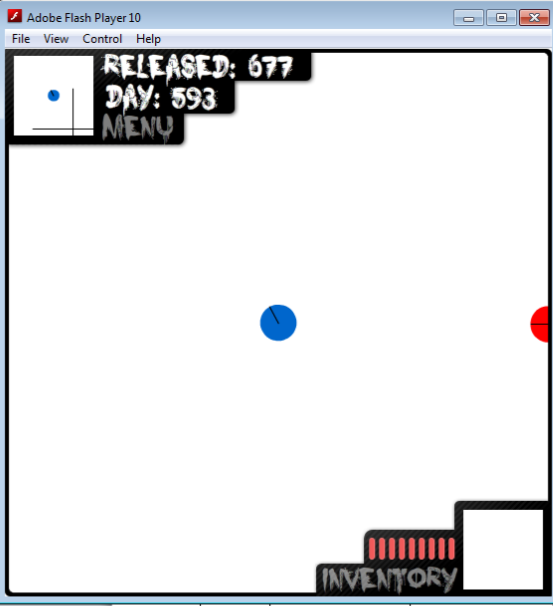 Adobe Flash Player 10
File View Control Help
RELEASED: 677
DAY: 593
MENU
INVENTORY